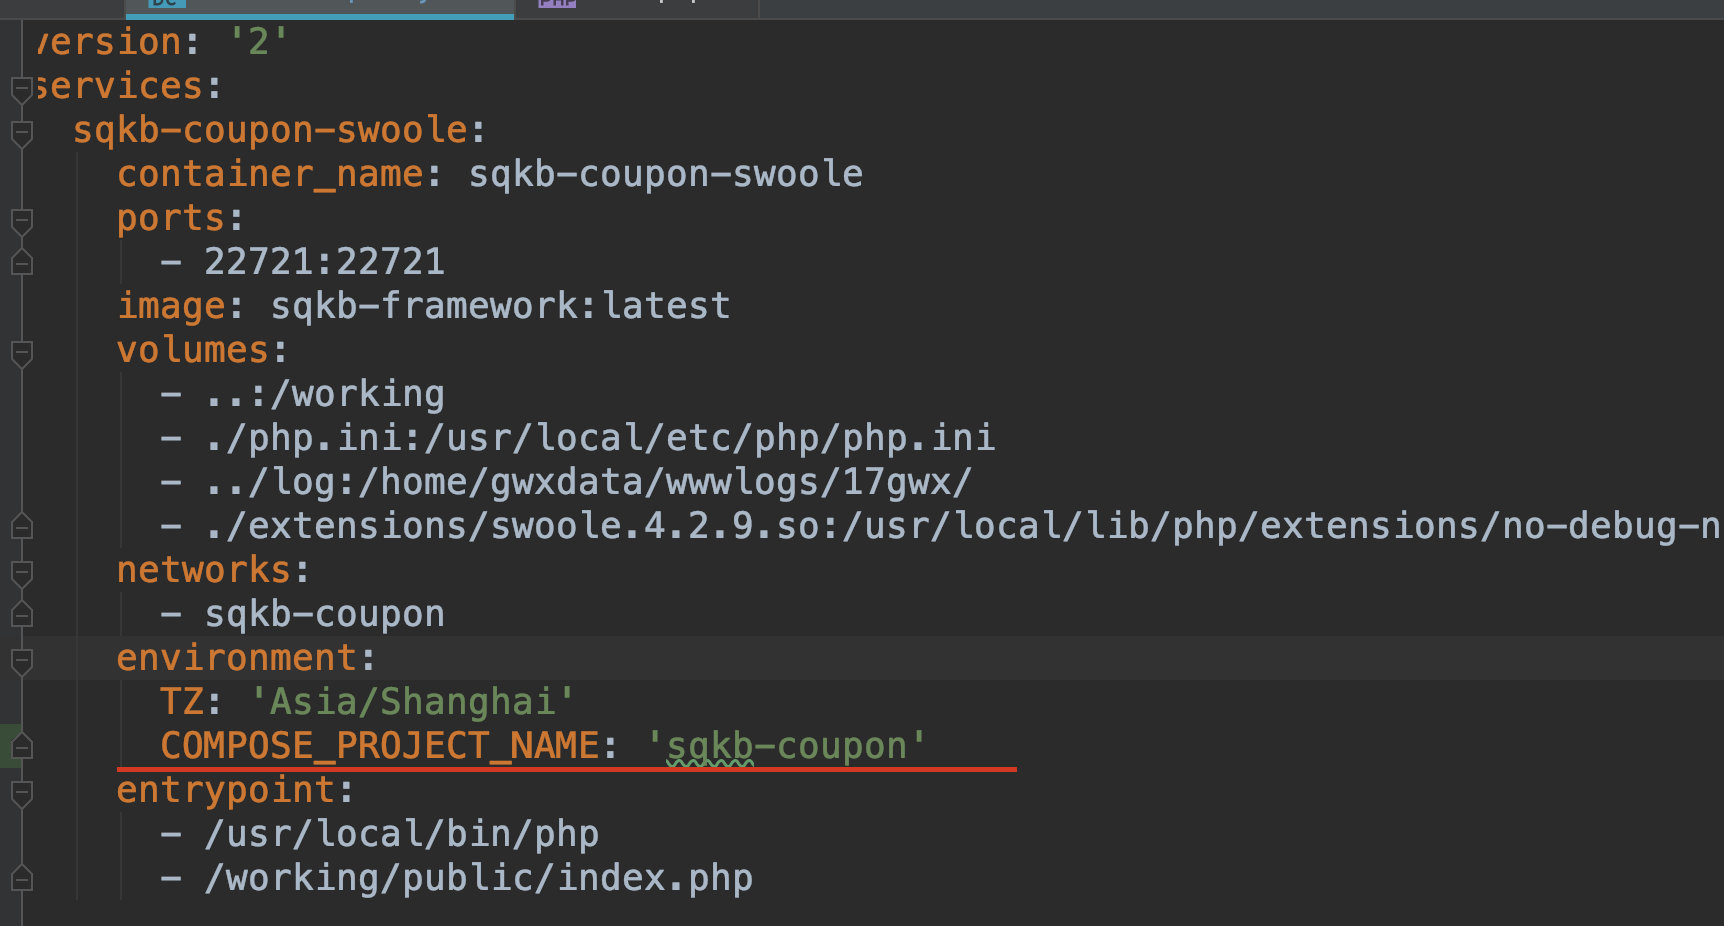 version: '2'
services:
  sqkb-coupon-swoole:
    container_name: sqkb-coupon-swoole
    ports:
      - 22721:22721
    image: sqkb-framework:latest
    volumes:
      - ..:/working
      - ./php.ini:/usr/local/etc/php/php.ini
      - ../log:/home/gwxdata/wwwlogs/17gwx/
      - ./extensions/swoole.4.2.9.so:/usr/local/lib/php/extensions/no-debug-n
    networks:
      - sqkb-coupon
    environment:
      TZ: 'Asia/Shanghai'
      COMPOSE_PROJECT_NAME: 'sqkb-coupon'
    entrypoint:
      - /usr/local/bin/php
      - /working/public/index.php